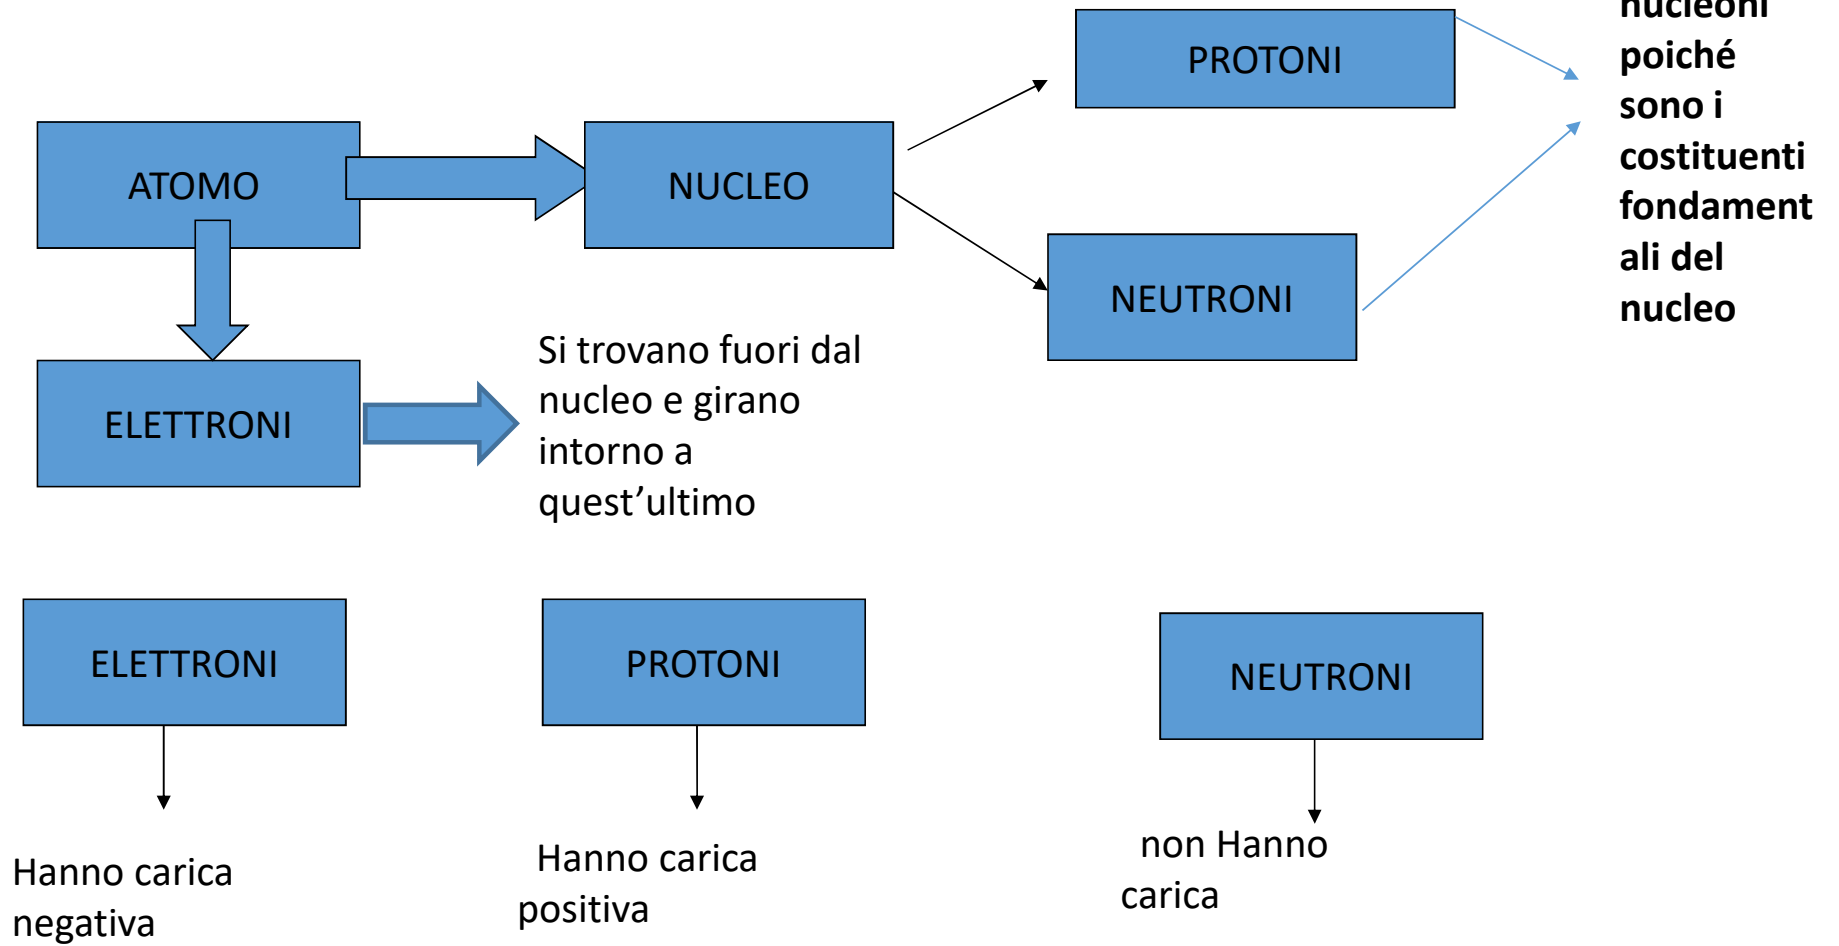 nucleoni
poiché
sono i
costituenti
fondament
ali del
nucleo
PROTONI
ATOMO
NUCLEO
NEUTRONI
ELETTRONI
Si trovano fuori dal
nucleo e girano
intorno a
quest’ultimo
ELETTRONI
PROTONI
NEUTRONI
Hanno carica
negativa
Hanno carica
positiva
non Hanno
carica